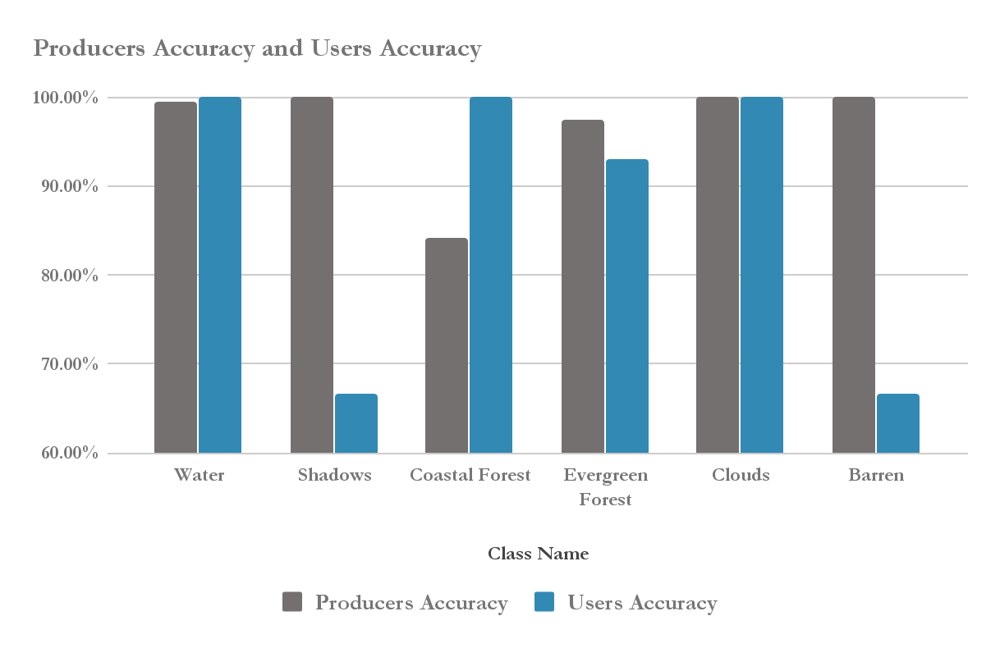 Producers Accuracy and Users Accuracy
100.00%
90.00%
80.00%
70.00%
60.00%
Water
Shadows
Coastal Forest
Evergreen
Forest
Clouds
Barren
Class Name
Producers Accuracy
Users Accuracy